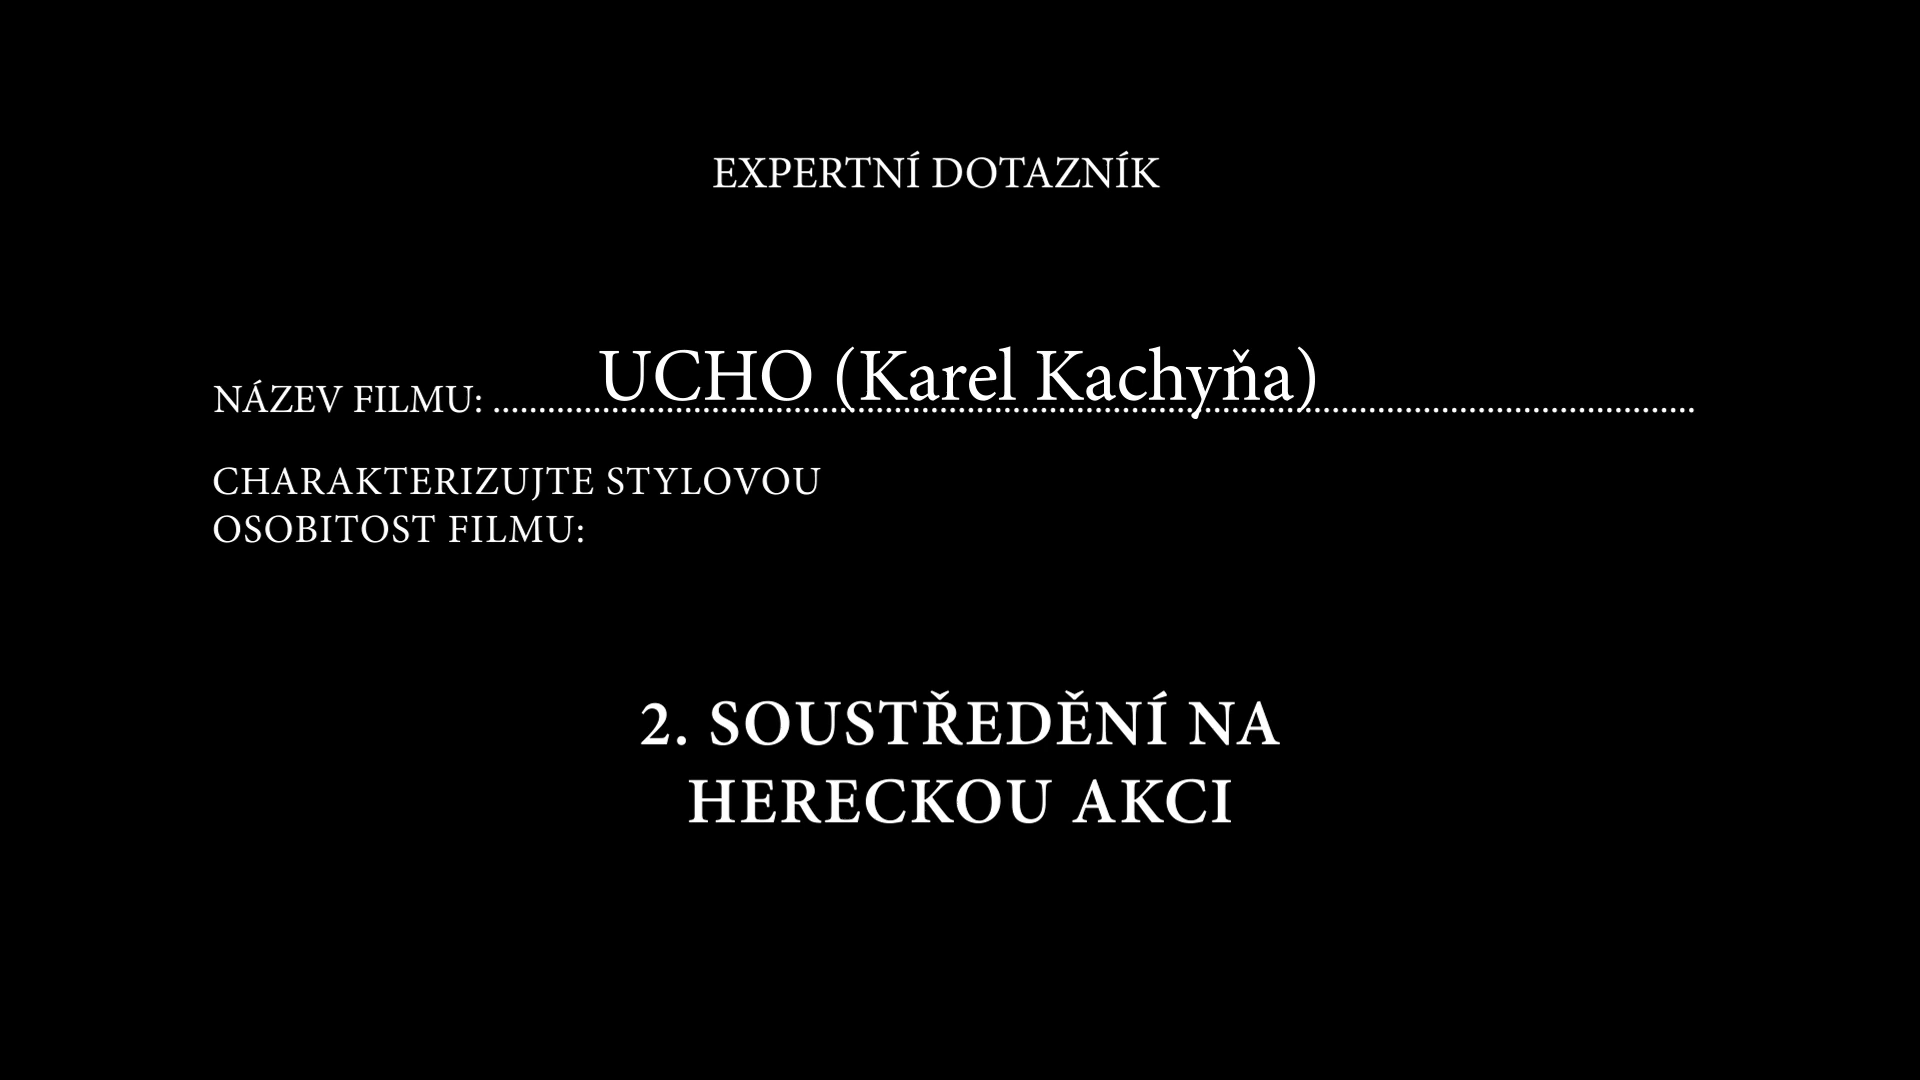 EXPERTNÍ DOTAZNÍK
NÁZEV FILMU: UCHO (Karel Kachyňa)
CHARAKTERIZUJTE STYLOVOU
OSOBITOST FILMU:
2. SOUSTŘEDĚNÍ NA
HERECKOU AKCI